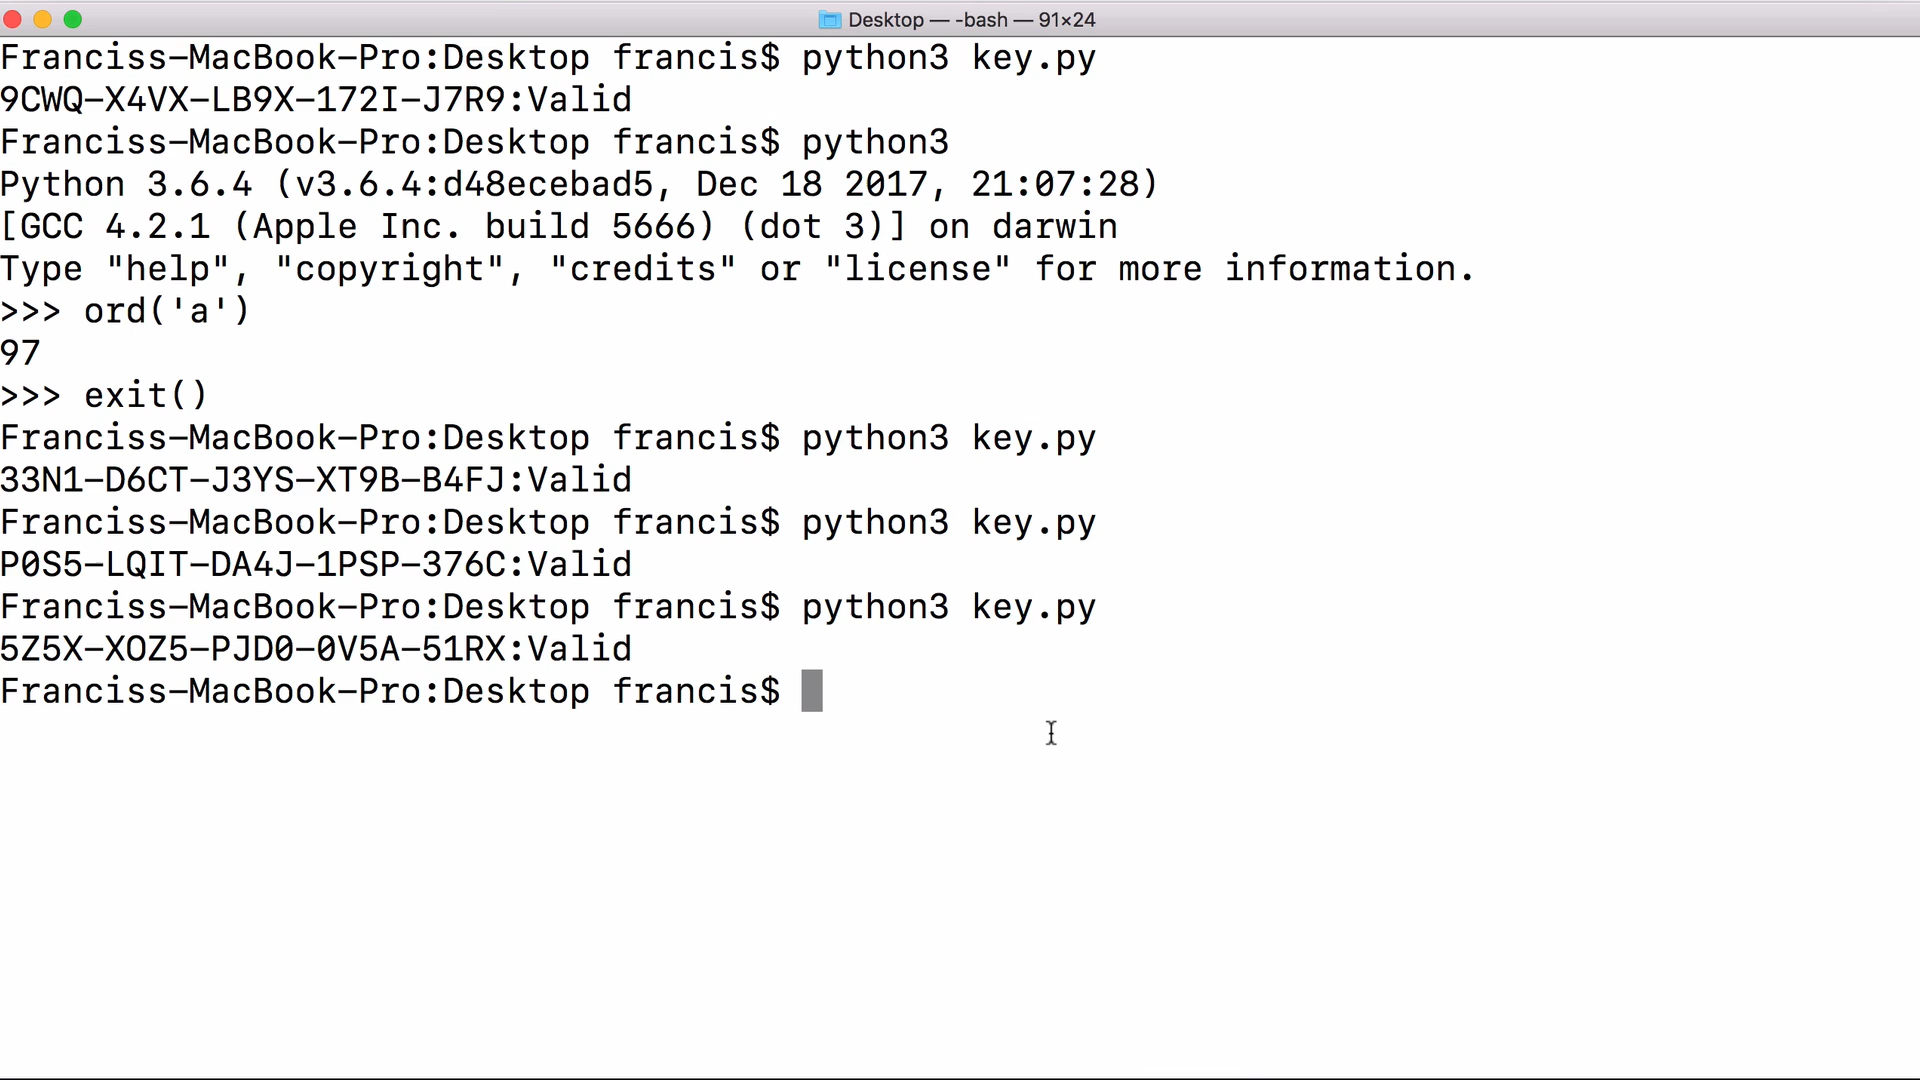 Desktop — -bash — 91×24
Franciss-MacBook-Pro:Desktop francis$ python3 key.py
9CWQ-X4VX-LB9X-172I-J7R9:Valid
Franciss-MacBook-Pro:Desktop francis$ python3
Python 3.6.4 (v3.6.4:d48ecebad5, Dec 18 2017, 21:07:28)
[GCC 4.2.1 (Apple Inc. build 5666) (dot 3)] on darwin
Type "help", "copyright", "credits" or "license" for more information.
>>> ord('a')
97
>>> exit()
Franciss-MacBook-Pro:Desktop francis$ python3 key.py
33N1-D6CT-J3YS-XT9B-B4FJ:Valid
Franciss-MacBook-Pro:Desktop francis$ python3 key.py
P0S5-LQIT-DA4J-1PSP-376C:Valid
Franciss-MacBook-Pro:Desktop francis$ python3 key.py
5Z5X-XOZ5-PJD0-0V5A-51RX:Valid
Franciss-MacBook-Pro:Desktop francis$